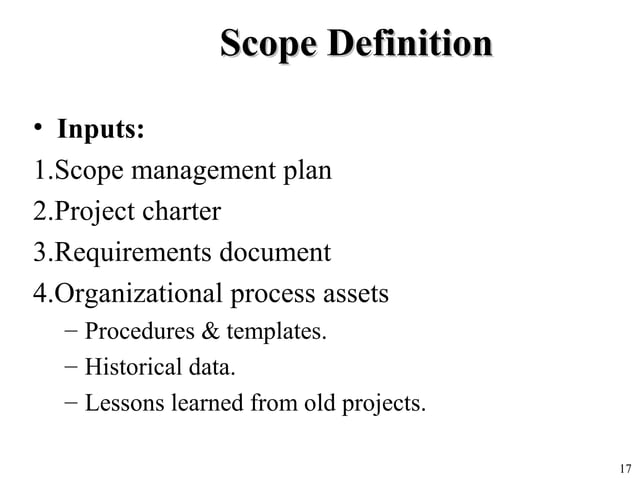 Scope Definition
• Inputs:
1.Scope management plan
2.Project charter
3.Requirements document
4.Organizational process assets
– Procedures & templates.
– Historical data.
– Lessons learned from old projects.
17